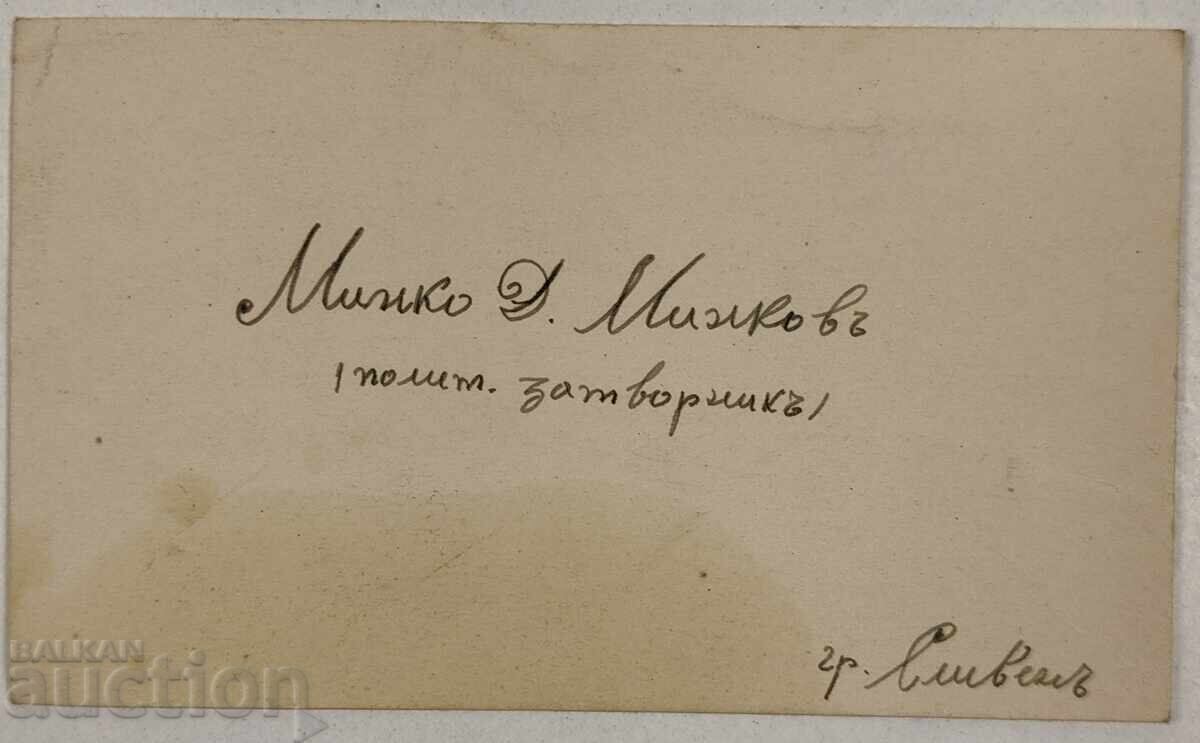 Минко Д. Минковъ
/полит. затворникъ/
гр. Сливенъ
BALKAN
auction